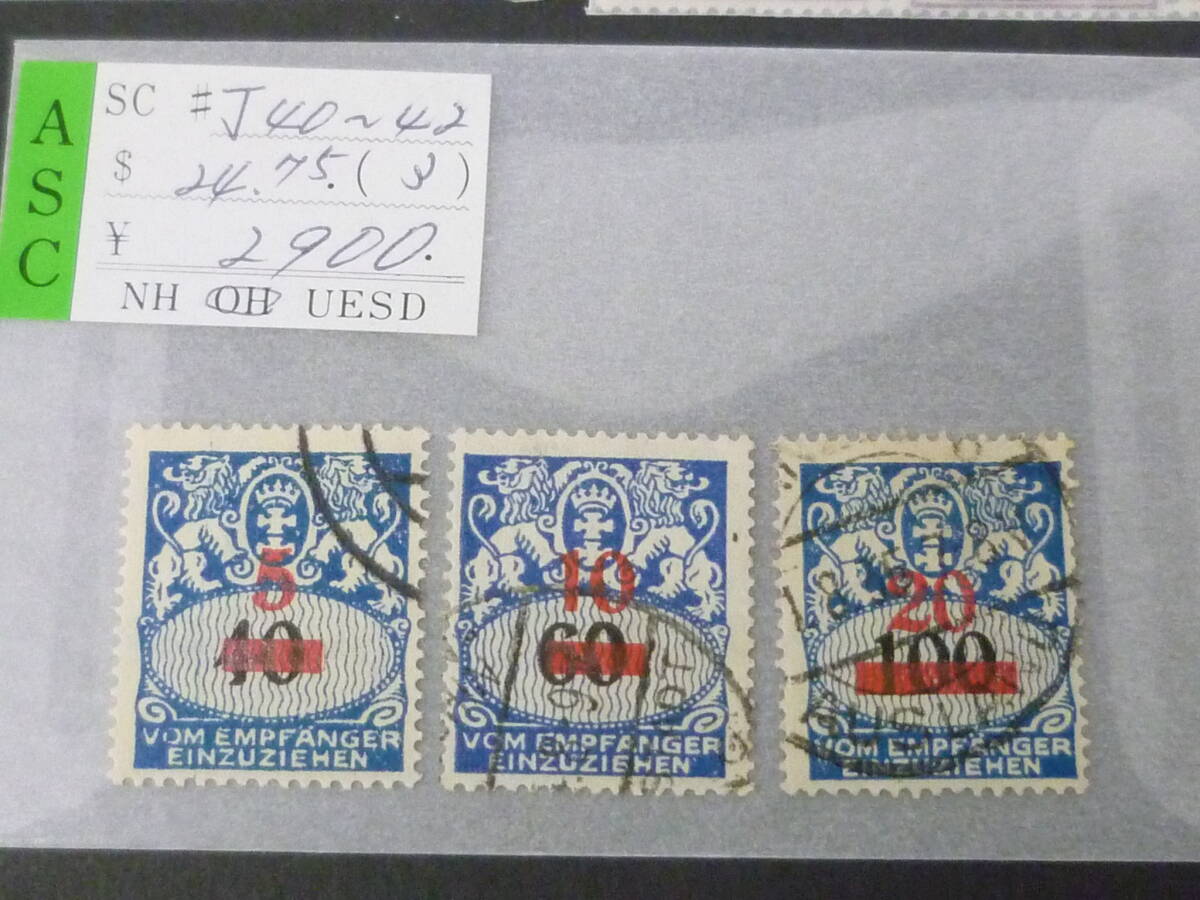 ASC
SC #J40~42
$ 24.75.(3)
¥ 2900.
NH OH UESD
5
40
VOM EMPFÄNGER
EINZUZIEHEN
10
60
VOM EMPFÄNGER
EINZUZIEHEN
20
100
VOM EMPFÄNGER
EINZUZIEHEN